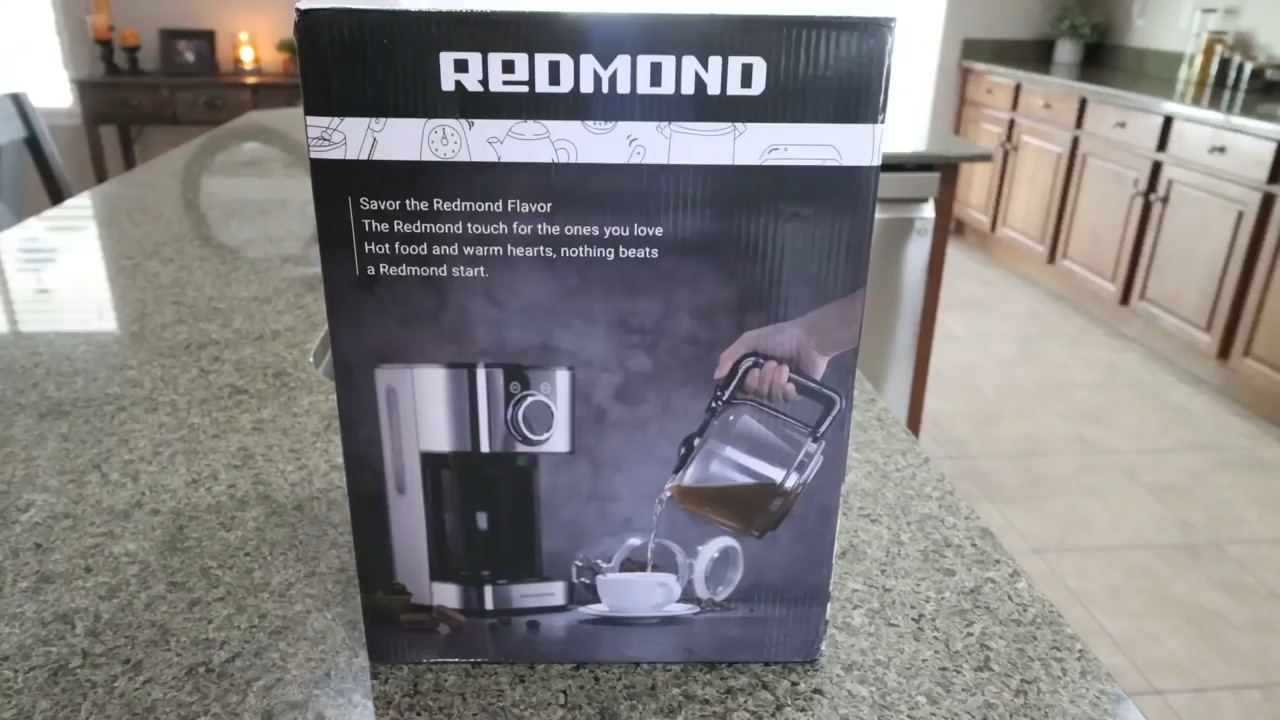 REDMOND
Savor the Redmond Flavor
The Redmond touch for the ones you love
Hot food and warm hearts, nothing beats
a Redmond start.